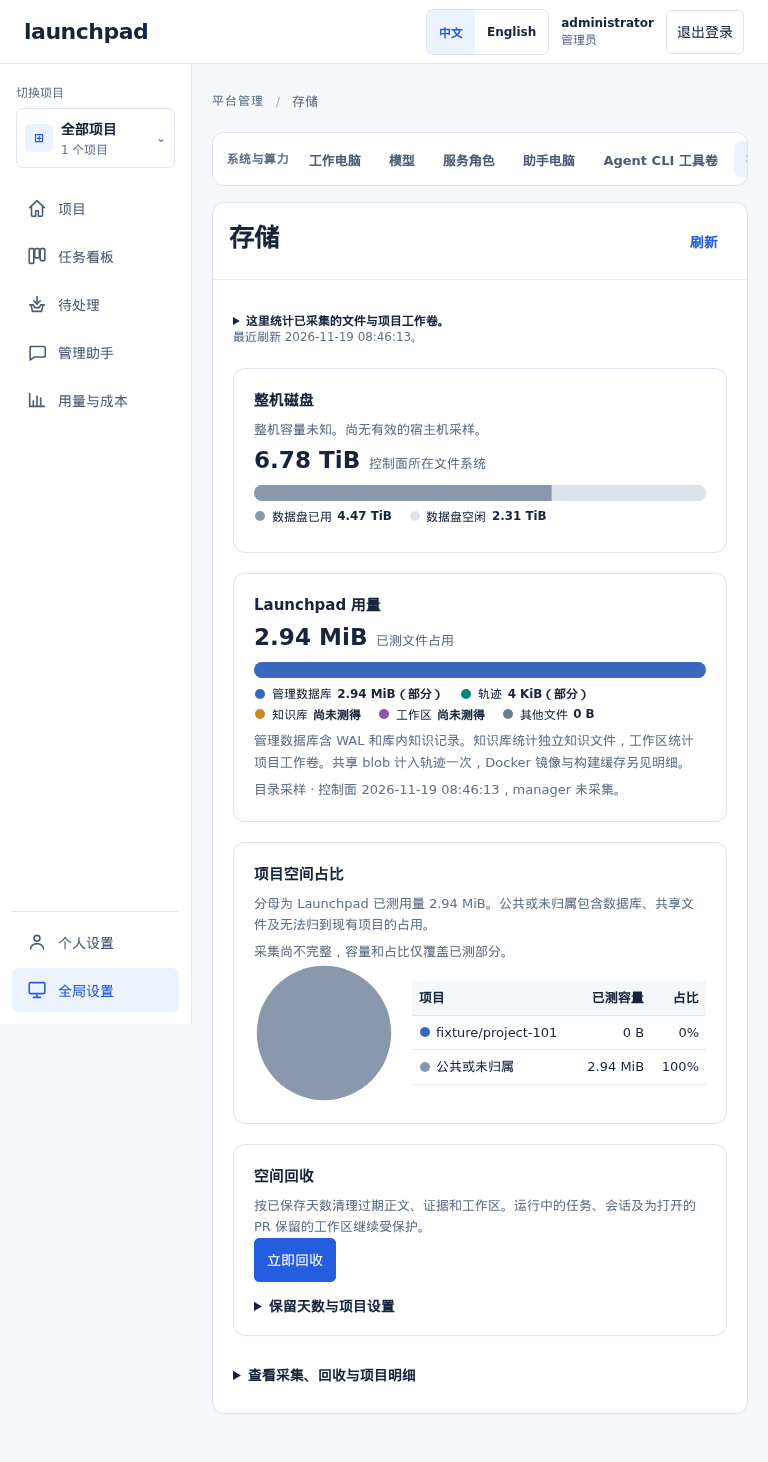 launchpad
中文 English
administrator
管理员
退出登录
切换项目
全部项目
1 个项目
项目
任务看板
待处理
管理助手
用量与成本
个人设置
全局设置
平台管理 / 存储
系统与算力 工作电脑 模型 服务角色 助手电脑 Agent CLI 工具卷
存储
刷新
▶ 这里统计已采集的文件与项目工作卷。
最近刷新 2026-11-19 08:46:13。
整机磁盘
整机容量未知。尚无有效的宿主机采样。
6.78 TiB 控制面所在文件系统
数据盘已用 4.47 TiB 数据盘空闲 2.31 TiB
Launchpad 用量
2.94 MiB 已测文件占用
管理数据库 2.94 MiB（部分） 轨迹 4 KiB（部分）
知识库 尚未测得 工作区 尚未测得 其他文件 0 B
管理数据库含 WAL 和库内知识记录。知识库统计独立知识文件，工作区统计
项目工作卷。共享 blob 计入轨迹一次，Docker 镜像与构建缓存另见明细。
目录采样 · 控制面 2026-11-19 08:46:13，manager 未采集。
项目空间占比
分母为 Launchpad 已测用量 2.94 MiB。公共或未归属包含数据库、共享文
件及无法归到现有项目的占用。
采集尚不完整，容量和占比仅覆盖已测部分。
项目 已测容量 占比
fixture/project-101 0 B 0%
公共或未归属 2.94 MiB 100%
空间回收
按已保存天数清理过期正文、证据和工作区。运行中的任务、会话及为打开的
PR 保留的工作区继续受保护。
立即回收
▶ 保留天数与项目设置
▶ 查看采集、回收与项目明细